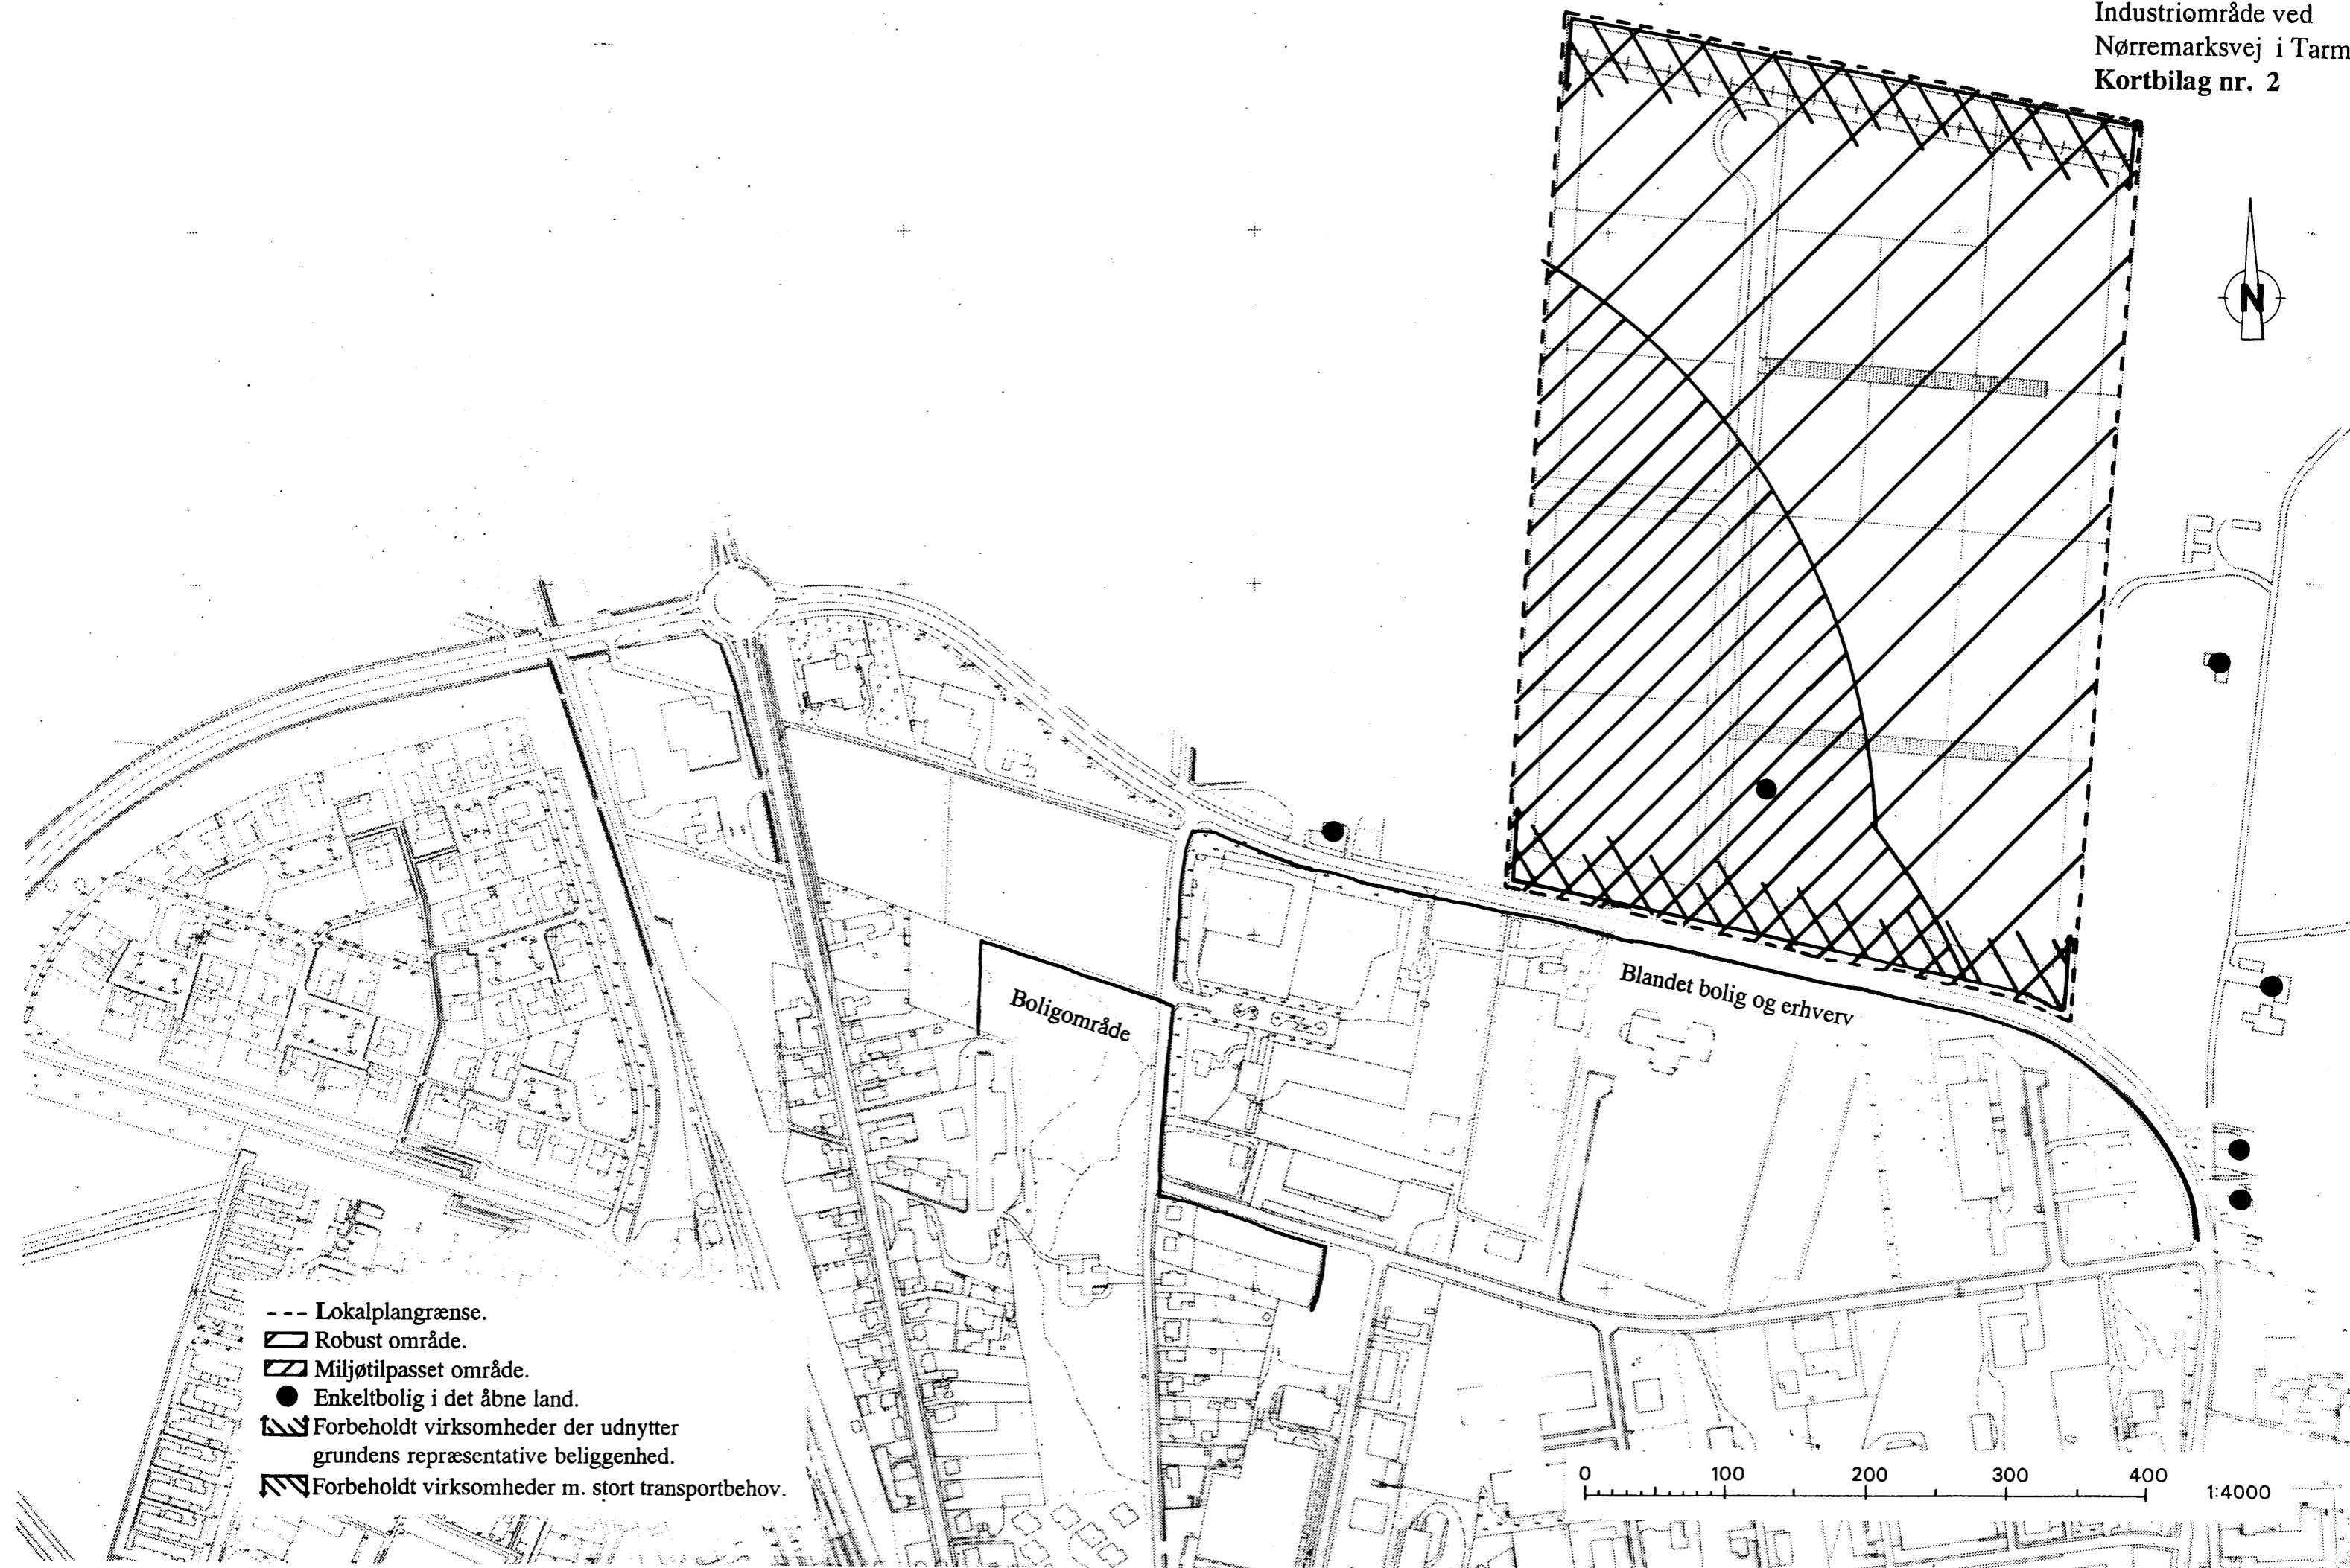 Industriområde ved
Nørremarksvej i Tarm
Kortbilag nr. 2
N
Boligområde
Blandet bolig og erhverv
--- Lokalplangrænse.
Robust område.
Miljøtilpasset område.
Enkeltbolig i det åbne land.
Forbeholdt virksomheder der udnytter
grundens repræsentative beliggenhed.
Forbeholdt virksomheder m. stort transportbehov.
0 100 200 300 400
1:4000